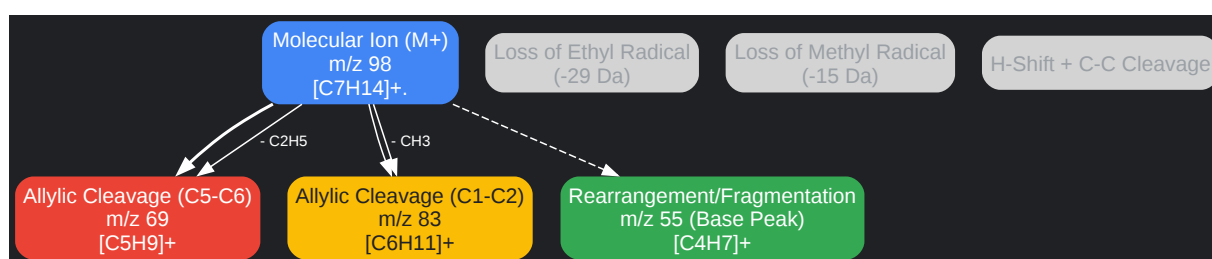 Molecular Ion (M+)
m/z 98
[C7H14]+.
Loss of Ethyl Radical
(-29 Da)
Loss of Methyl Radical
(-15 Da)
H-Shift + C-C Cleavage
- C2H5
- CH3
Allylic Cleavage (C5-C6)
m/z 69
[C5H9]+
Allylic Cleavage (C1-C2)
m/z 83
[C6H11]+
Rearrangement/Fragmentation
m/z 55 (Base Peak)
[C4H7]+